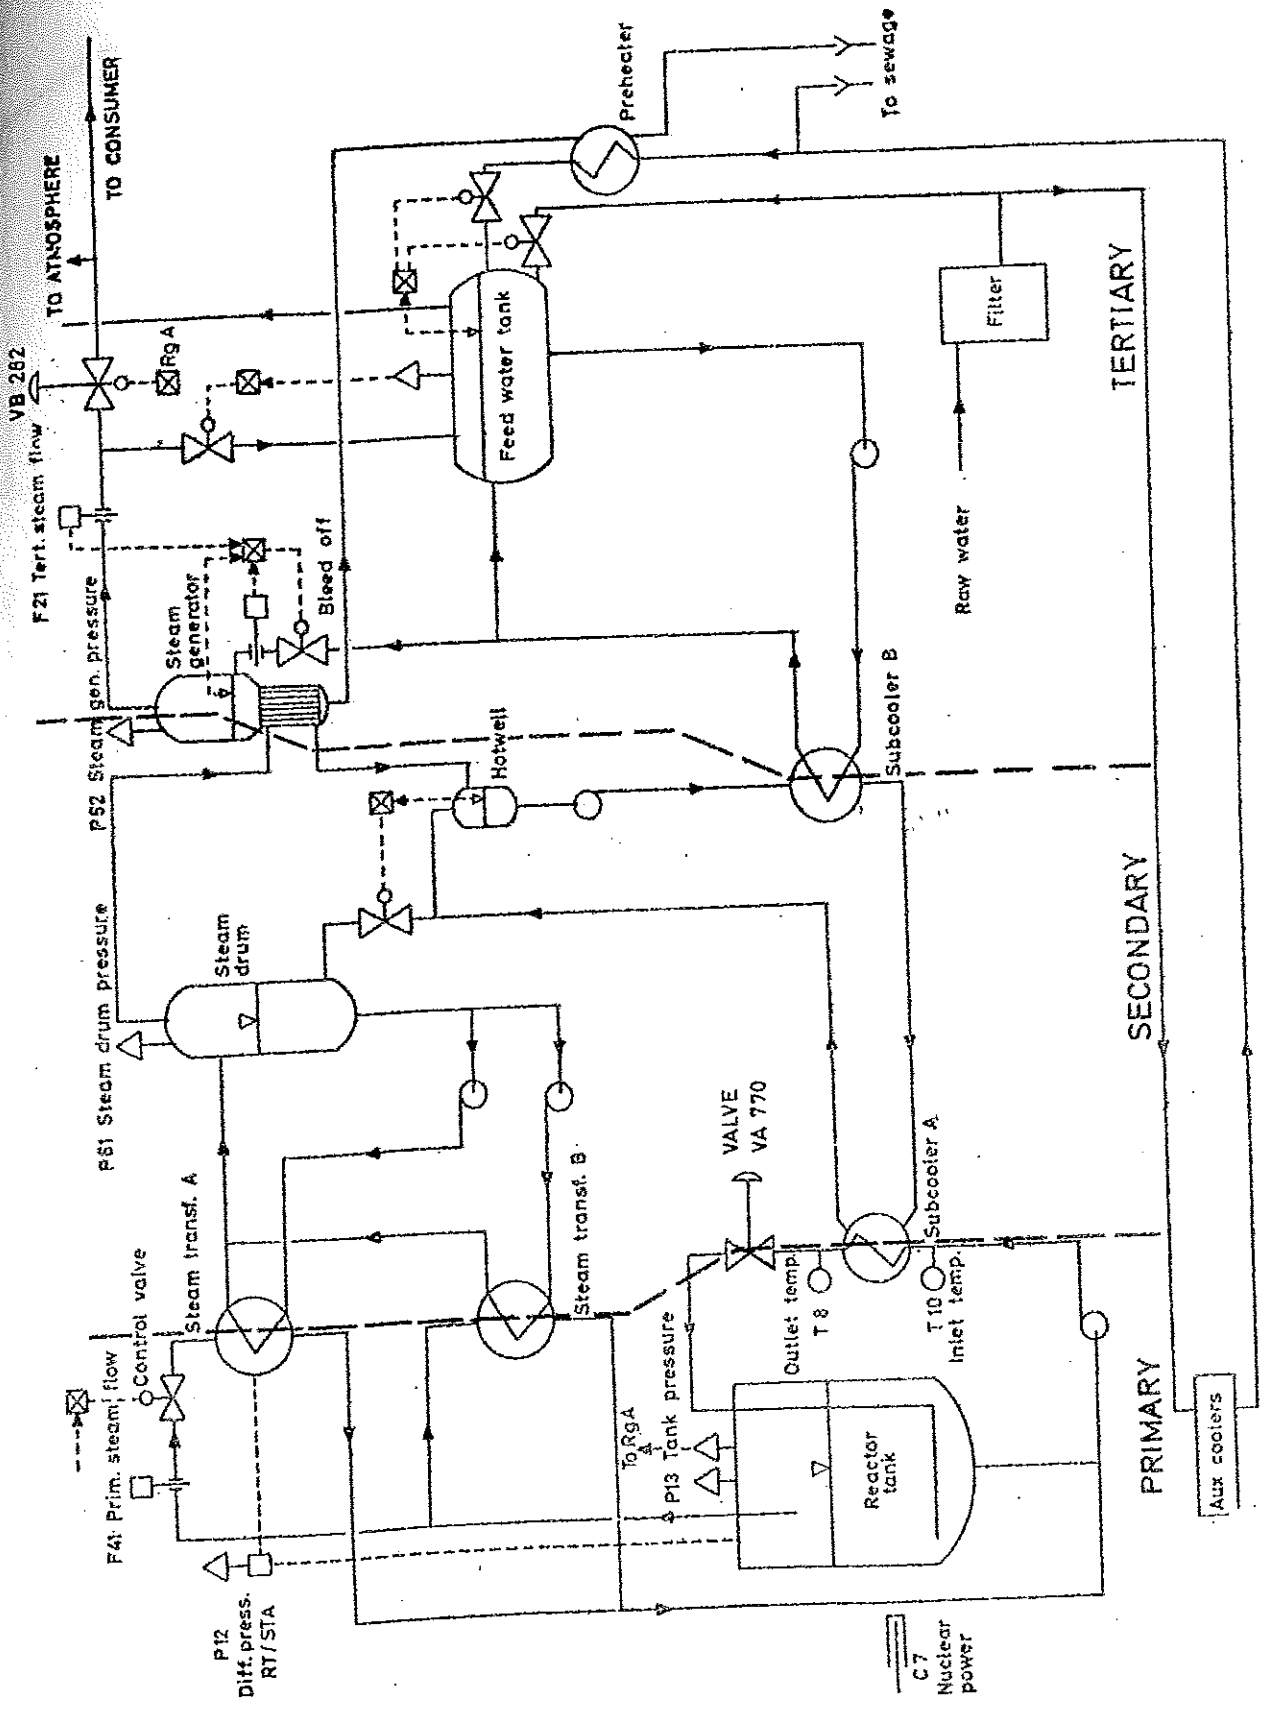 P12
Diff.press.
RT/STA
F41 Prim. steam flow
Control valve
Steam transf. A
P61 Steam drum pressure
Steam
drum
P52 Steam gen. pressure
Steam
generator
F21 Tert. steam flow
VB 282
RgA
TO ATMOSPHERE
TO CONSUMER
Bleed off
Hotwell
Feed water tank
Preheater
To sewage
Steam transf. B
To RgA
P13 Tank pressure
VALVE
VA 770
Outlet temp.
T 8
T10
Inlet temp.
Subcooler A
Subcooler B
Reactor
tank
C7
Nuclear
power
Raw water
Filter
PRIMARY
SECONDARY
TERTIARY
Aux coolers